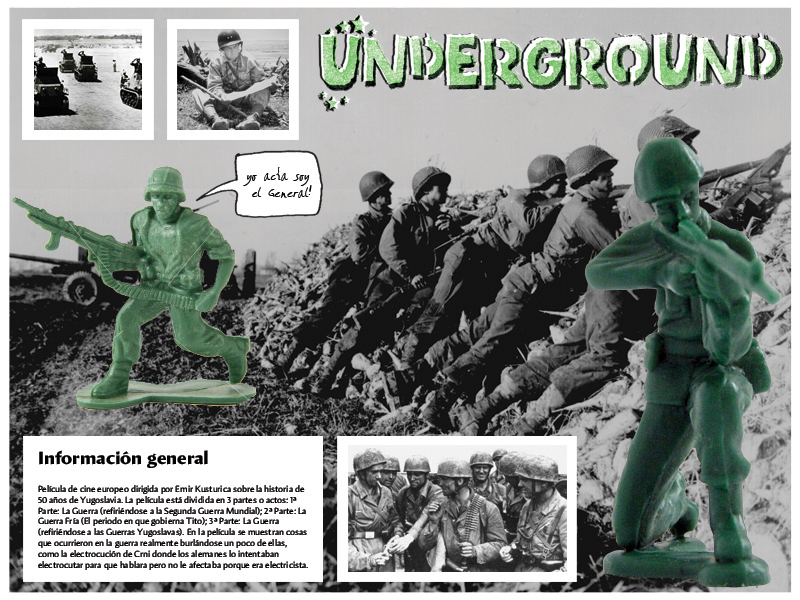 UNDERGROUND
yo acta soy
el General!
Información general
Película de cine europeo dirigida por Emir Kusturica sobre la historia de
50 años de Yugoslavia. La película está dividida en 3 partes o actos: 1ª
Parte: La Guerra (refiriéndose a la Segunda Guerra Mundial); 2ª Parte: La
Guerra Fría (El periodo en que gobierna Tito); 3ª Parte: La Guerra
(refiriéndose a las Guerras Yugoslavas). En la película se muestran cosas
que ocurrieron en la guerra realmente burlándose un poco de ellas,
como la electrocución de Crni donde los alemanes lo intentaban
electrocutar para que hablara pero no le afectaba porque era electricista.